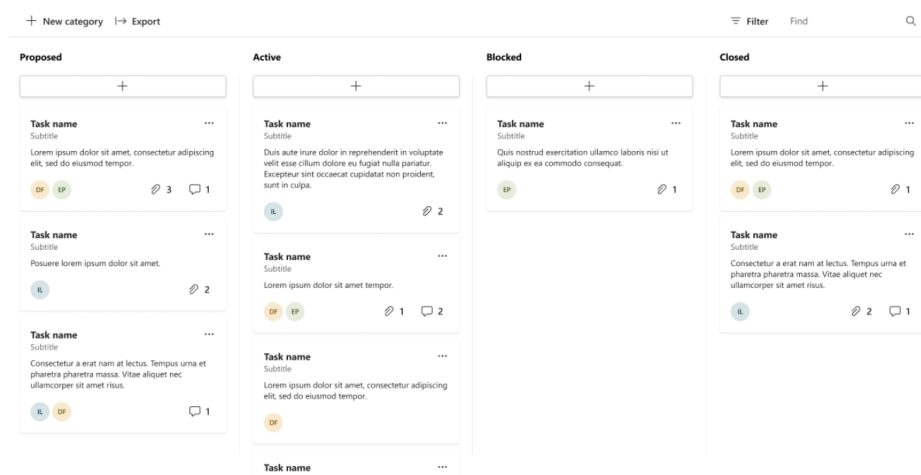 New category
Export
Filter
Find
Proposed
Task name
Subtitle
Lorem ipsum dolor sit amet, consectetur adipiscing
elit, sed do eiusmod tempor.
DF EP 3 1
Task name
Subtitle
Posuere lorem ipsum dolor sit amet.
IL 2
Task name
Subtitle
Consectetur a erat nam at lectus. Tempus urna et
pharetra pharetra massa. Vitae aliquet nec
ullamcorper sit amet risus.
IL DF 1
Active
Task name
Subtitle
Duis aute irure dolor in reprehenderit in voluptate
velit esse cillum dolore eu fugiat nulla pariatur.
Excepteur sint occaecat cupidatat non proident,
sunt in culpa.
IL 2
Task name
Subtitle
Lorem ipsum dolor sit amet tempor.
DF EP 1 2
Task name
Subtitle
Lorem ipsum dolor sit amet, consectetur adipiscing
elit, sed do eiusmod tempor.
DF
Task name
Blocked
Task name
Subtitle
Quis nostrud exercitation ullamco laboris nisi ut
aliquip ex ea commodo consequat.
EP 1
Closed
Task name
Subtitle
Lorem ipsum dolor sit amet, consectetur adipiscing
elit, sed do eiusmod tempor.
DF EP 1
Task name
Subtitle
Consectetur a erat nam at lectus. Tempus urna et
pharetra pharetra massa. Vitae aliquet nec
ullamcorper sit amet risus.
IL 2 1